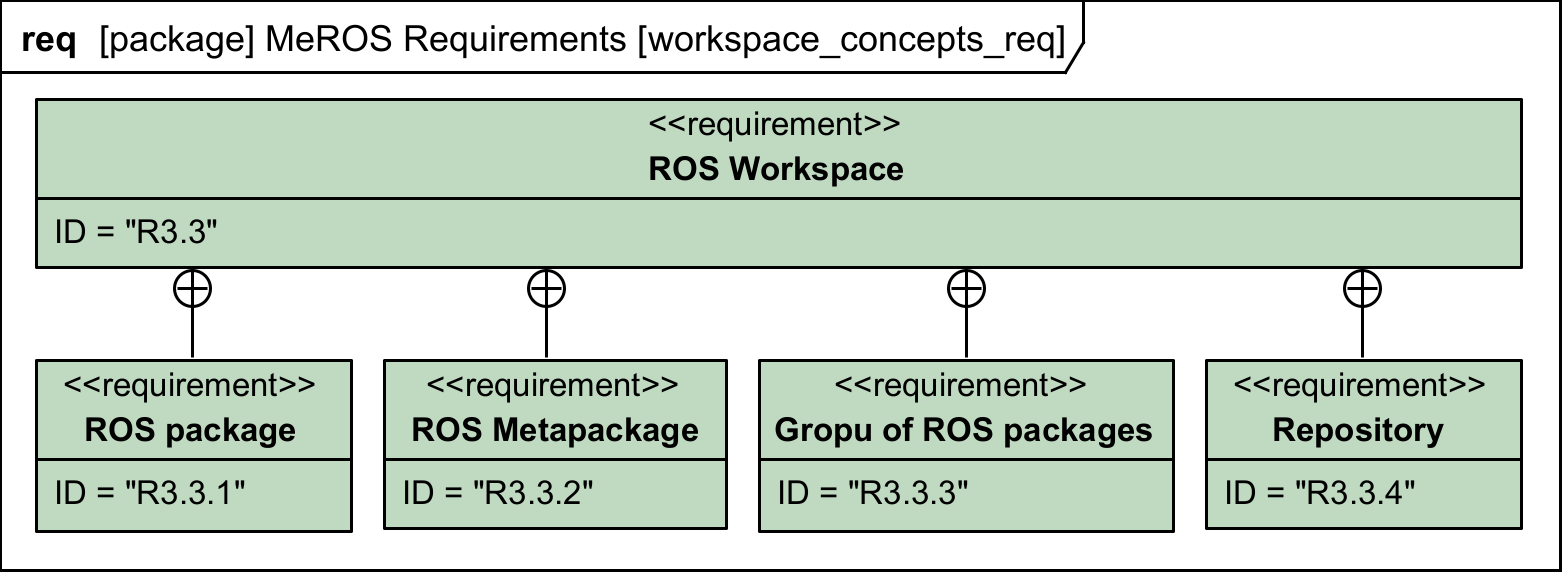 req [package] MeROS Requirements [workspace_concepts_req]
<<requirement>>
ROS Workspace
ID = "R3.3"
<<requirement>>
ROS package
ID = "R3.3.1"
<<requirement>>
ROS Metapackage
ID = "R3.3.2"
<<requirement>>
Gropu of ROS packages
ID = "R3.3.3"
<<requirement>>
Repository
ID = "R3.3.4"